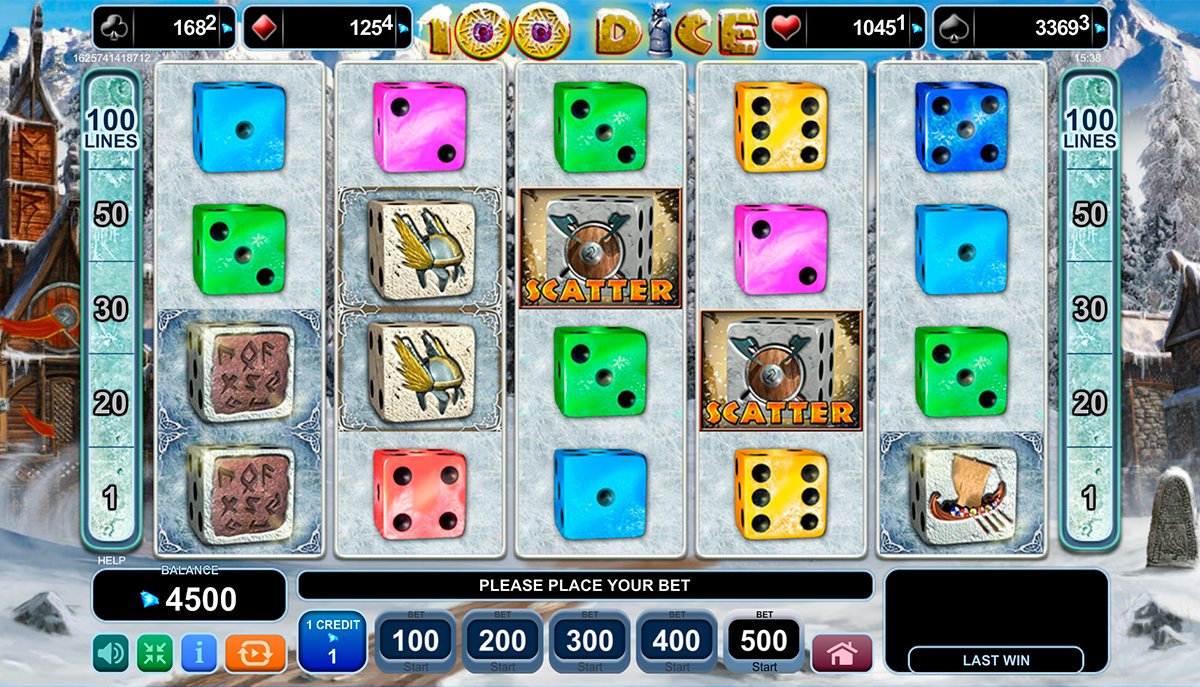 168²
125⁴
100 DICE
1045¹
3369³
1625741418712
15:38
100
LINES
50
30
20
1
100
LINES
50
30
20
1
SCATTER
SCATTER
HELP
BALANCE
4500
PLEASE PLACE YOUR BET
1 CREDIT
1
BET
100
Start
BET
200
Start
BET
300
Start
BET
400
Start
BET
500
Start
LAST WIN